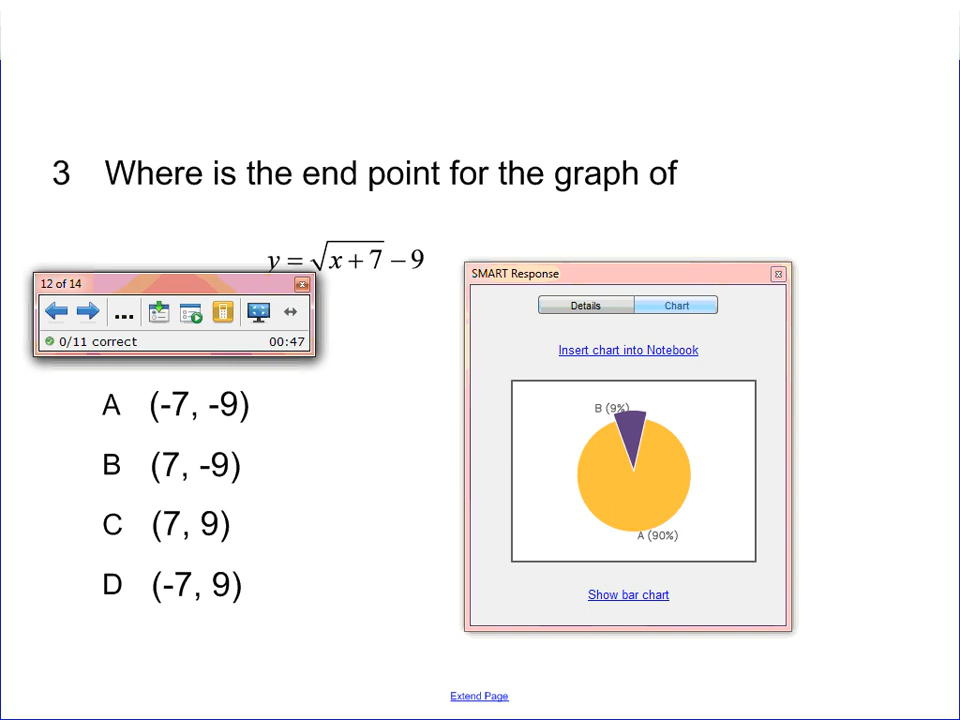 3 Where is the end point for the graph of
y = √x + 7 − 9
12 of 14
0/11 correct 00:47
SMART Response
Details Chart
Insert chart into Notebook
B (9%)
A (90%)
Show bar chart
A (-7, -9)
B (7, -9)
C (7, 9)
D (-7, 9)
Extend Page